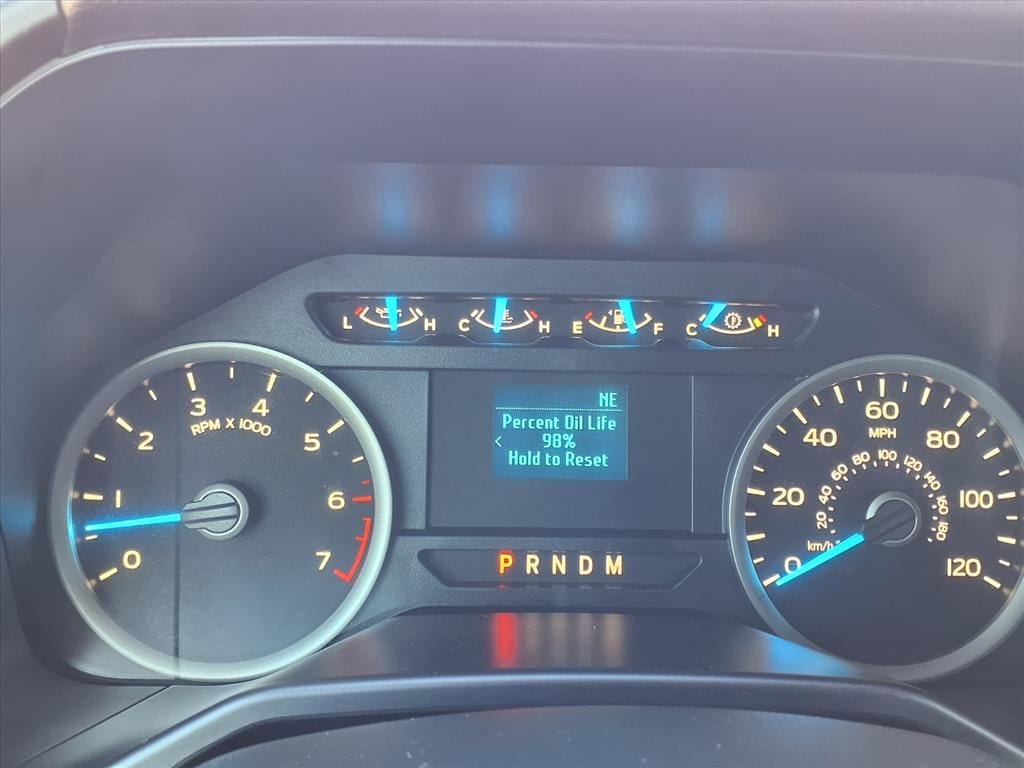 L H C H E F C H
NE
Percent Oil Life
< 98%
Hold to Reset
0 1 2 3 4 5 6 7
RPM X 1000
P R N D M
0 20 40 60 80 100 120
MPH
20 40 60 80 100 120 140 160 180
km/h